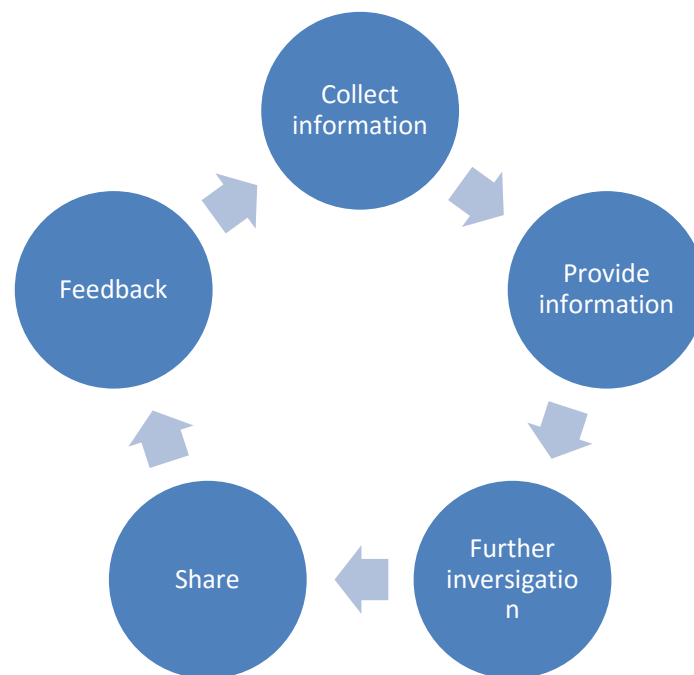 Collect
information
Provide
information
Further
inversigatio
n
Share
Feedback